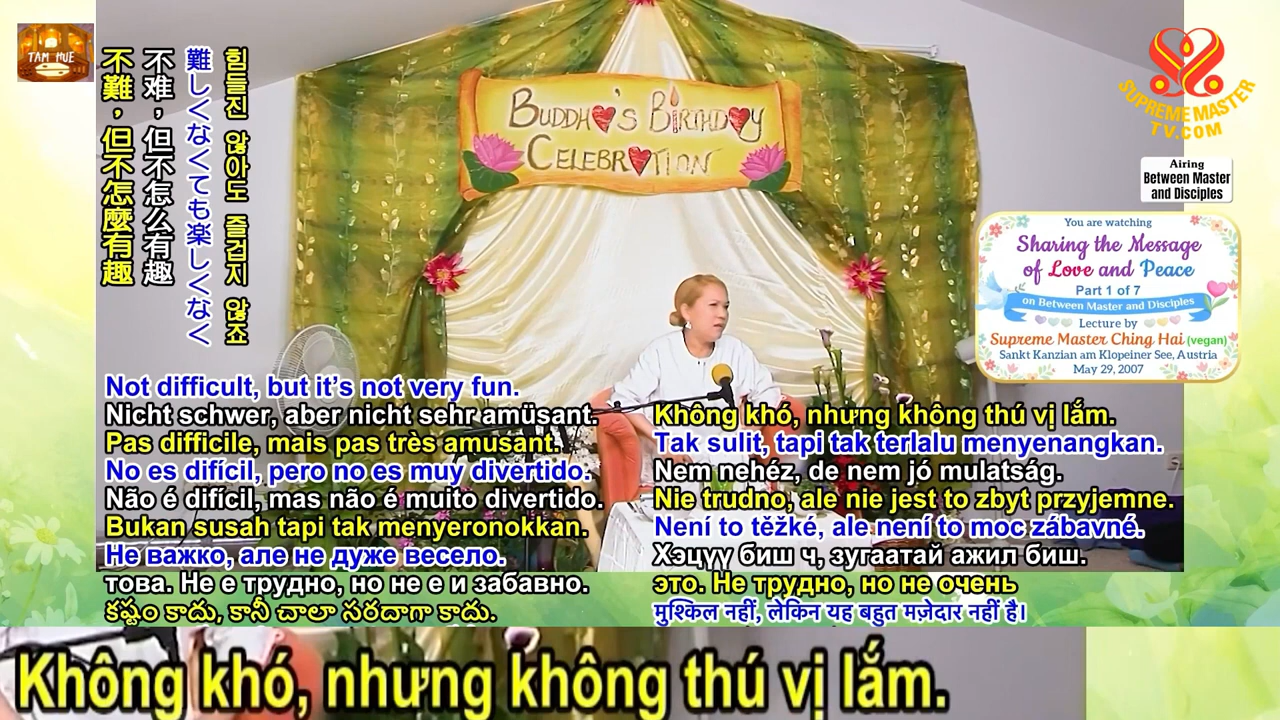 TAM HUE
不難，但不怎麼有趣
不难，但不怎么有趣
難しくなくても楽しくなく
힘들진 않아도 즐겁지 않죠
BUDDHA'S BIRTHDAY
CELEBRATION
SUPREME MASTER
TV.COM
Airing
Between Master
and Disciples
You are watching
Sharing the Message
of Love and Peace
Part 1 of 7
on Between Master and Disciples
Lecture by
Supreme Master Ching Hai (vegan)
Sankt Kanzian am Klopeiner See, Austria
May 29, 2007
Not difficult, but it's not very fun.
Nicht schwer, aber nicht sehr amüsant.
Pas difficile, mais pas très amusant.
No es difícil, pero no es muy divertido.
Não é difícil, mas não é muito divertido.
Bukan susah tapi tak menyeronokkan.
Не важко, але не дуже весело.
това. Не е трудно, но не е и забавно.
కష్టం కాదు, కానీ చాలా సరదాగా కాదు.
Không khó, nhưng không thú vị lắm.
Tak sulit, tapi tak terlalu menyenangkan.
Nem nehéz, de nem jó mulatság.
Nie trudno, ale nie jest to zbyt przyjemne.
Není to těžké, ale není to moc zábavné.
Хэцүү биш ч, зугаатай ажил биш.
это. Не трудно, но не очень
मुश्किल नहीं, लेकिन यह बहुत मज़ेदार नहीं है।
Không khó, nhưng không thú vị lắm.